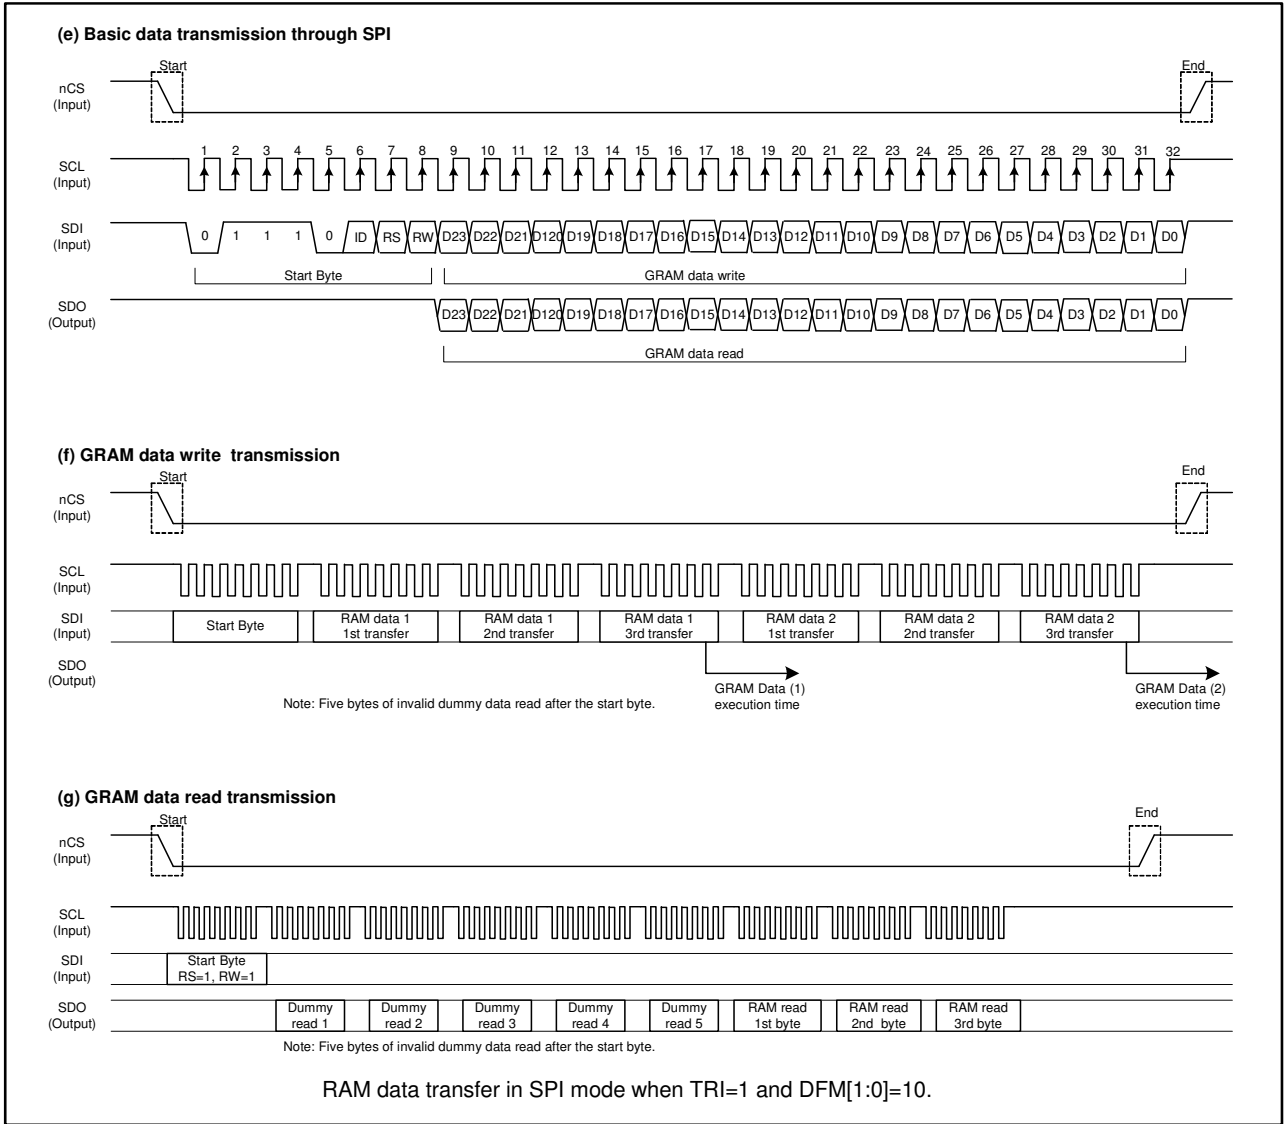 (e) Basic data transmission through SPI
Start
End
nCS
(Input)
1 2 3 4 5 6 7 8 9 10 11 12 13 14 15 16 17 18 19 20 21 22 23 24 25 26 27 28 29 30 31 32
SCL
(Input)
SDI
(Input)
0 1 1 1 0 ID RS RW D23 D22 D21 D120 D19 D18 D17 D16 D15 D14 D13 D12 D11 D10 D9 D8 D7 D6 D5 D4 D3 D2 D1 D0
Start Byte
GRAM data write
SDO
(Output)
D23 D22 D21 D120 D19 D18 D17 D16 D15 D14 D13 D12 D11 D10 D9 D8 D7 D6 D5 D4 D3 D2 D1 D0
GRAM data read
(f) GRAM data write transmission
Start
End
nCS
(Input)
SCL
(Input)
SDI
(Input)
Start Byte
RAM data 1
1st transfer
RAM data 1
2nd transfer
RAM data 1
3rd transfer
RAM data 2
1st transfer
RAM data 2
2nd transfer
RAM data 2
3rd transfer
SDO
(Output)
GRAM Data (1)
execution time
GRAM Data (2)
execution time
Note: Five bytes of invalid dummy data read after the start byte.
(g) GRAM data read transmission
Start
End
nCS
(Input)
SCL
(Input)
SDI
(Input)
Start Byte
RS=1, RW=1
SDO
(Output)
Dummy
read 1
Dummy
read 2
Dummy
read 3
Dummy
read 4
Dummy
read 5
RAM read
1st byte
RAM read
2nd byte
RAM read
3rd byte
Note: Five bytes of invalid dummy data read after the start byte.
RAM data transfer in SPI mode when TRI=1 and DFM[1:0]=10.